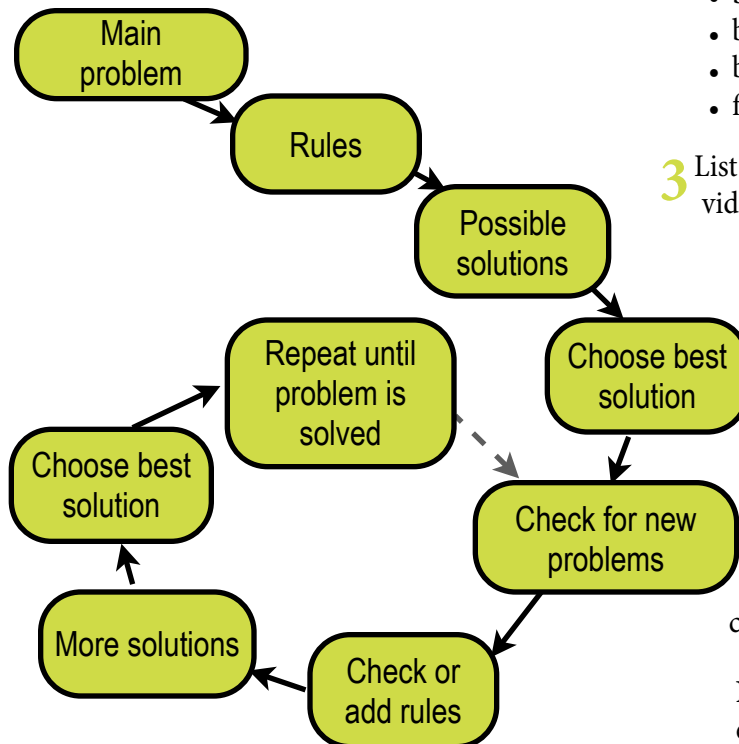 Main
problem
Rules
Possible
solutions
Choose best
solution
Check for new
problems
Check or
add rules
More solutions
Choose best
solution
Repeat until
problem is
solved
3 List